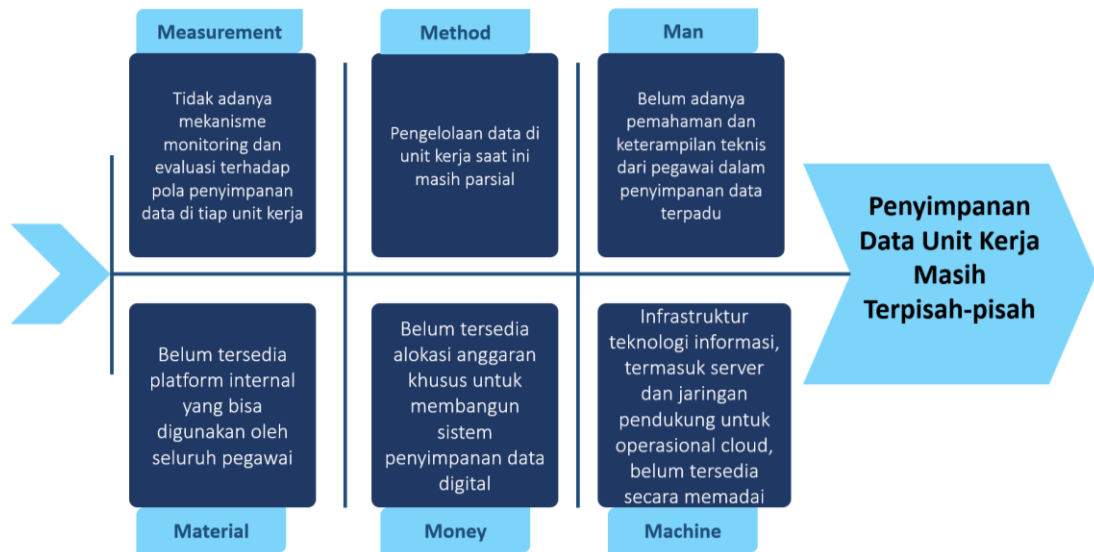 Measurement
Tidak adanya
mekanisme
monitoring dan
evaluasi terhadap
pola penyimpanan
data di tiap unit kerja
Method
Pengelolaan data di
unit kerja saat ini
masih parsial
Man
Belum adanya
pemahaman dan
keterampilan teknis
dari pegawai dalam
penyimpanan data
terpadu
Penyimpanan
Data Unit Kerja
Masih
Terpisah-pisah
Belum tersedia
platform internal
yang bisa
digunakan oleh
seluruh pegawai
Material
Belum tersedia
alokasi anggaran
khusus untuk
membangun
sistem
penyimpanan data
digital
Money
Infrastruktur
teknologi informasi,
termasuk server
dan jaringan
pendukung untuk
operasional cloud,
belum tersedia
secara memadai
Machine